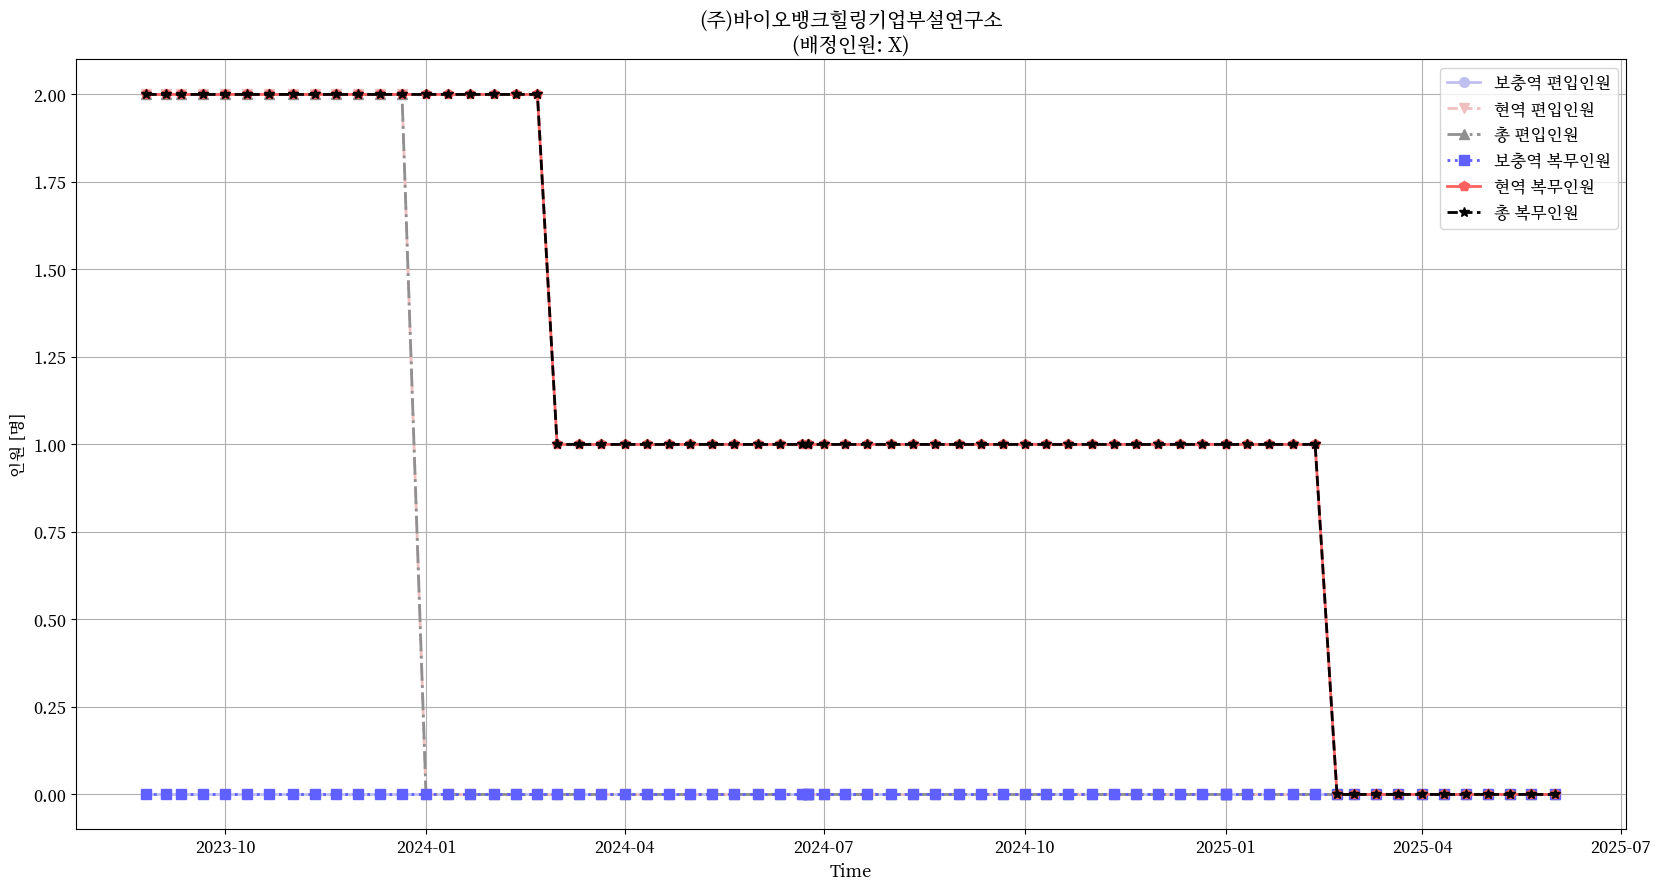 (주)바이오뱅크힐링기업부설연구소
(배정인원: X)
보충역 편입인원
현역 편입인원
총 편입인원
보충역 복무인원
현역 복무인원
총 복무인원
인원 [명]
2.00
1.75
1.50
1.25
1.00
0.75
0.50
0.25
0.00
2023-10
2024-01
2024-04
2024-07
2024-10
2025-01
2025-04
2025-07
Time